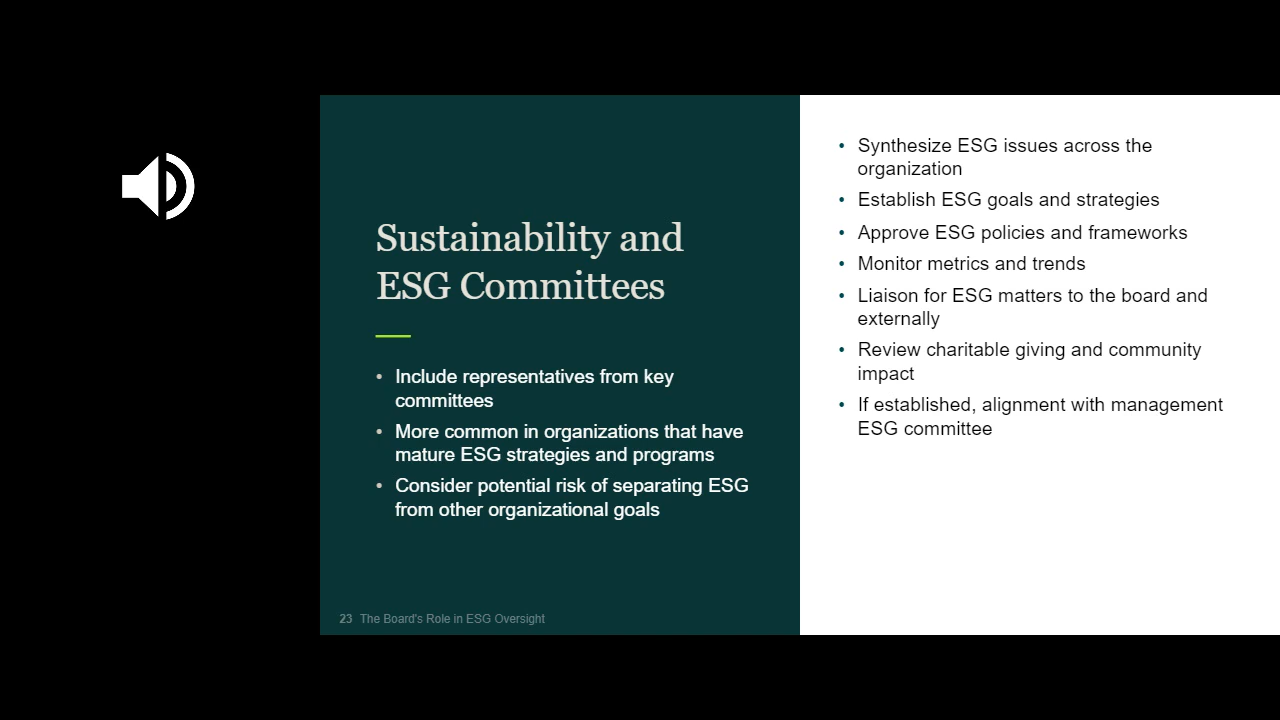 Sustainability and
ESG Committees
• Include representatives from key
committees
• More common in organizations that have
mature ESG strategies and programs
• Consider potential risk of separating ESG
from other organizational goals
23 The Board's Role in ESG Oversight
• Synthesize ESG issues across the
organization
• Establish ESG goals and strategies
• Approve ESG policies and frameworks
• Monitor metrics and trends
• Liaison for ESG matters to the board and
externally
• Review charitable giving and community
impact
• If established, alignment with management
ESG committee